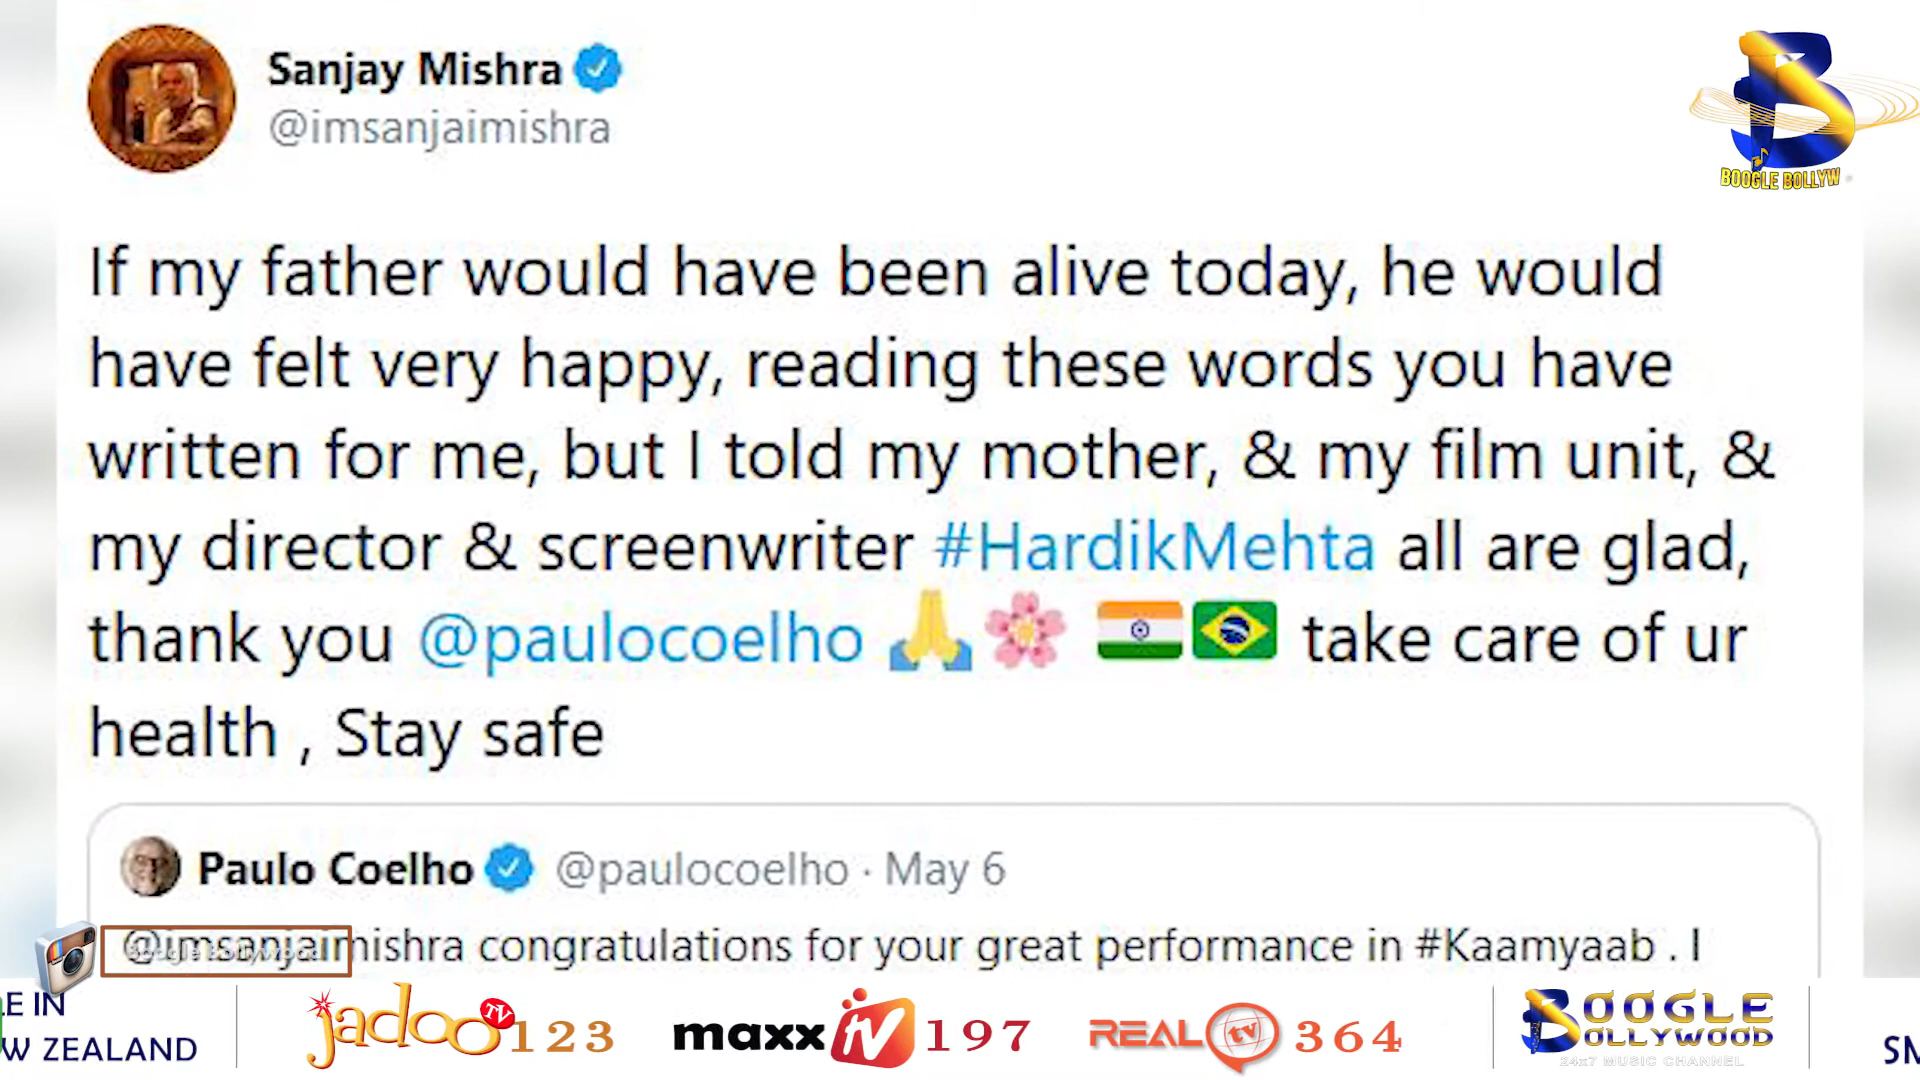 Sanjay Mishra
@imsanjaimishra
BOOGLE BOLLYW
If my father would have been alive today, he would
have felt very happy, reading these words you have
written for me, but I told my mother, & my film unit, &
my director & screenwriter #HardikMehta all are glad,
thank you @paulocoelho 🙏🌸 🇮🇳🇧🇷 take care of ur
health , Stay safe
Paulo Coelho @paulocoelho · May 6
@imsanjaimishra congratulations for your great performance in #Kaamyaab . I
Boogle Bollywood
LE IN
W ZEALAND
jadoo TV 123
maxx tv 197
REAL tv 364
BOOGLE
BOLLYWOOD
24x7 MUSIC CHANNEL
SM